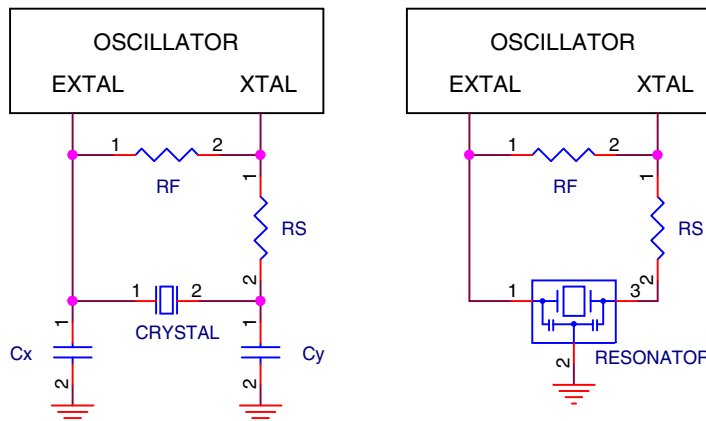 OSCILLATOR
EXTAL XTAL
1 2
RF
1
RS
2
1 2
CRYSTAL
1
Cx
2
1
Cy
2
OSCILLATOR
EXTAL XTAL
1 2
RF
1
RS
2
1 3
RESONATOR
2